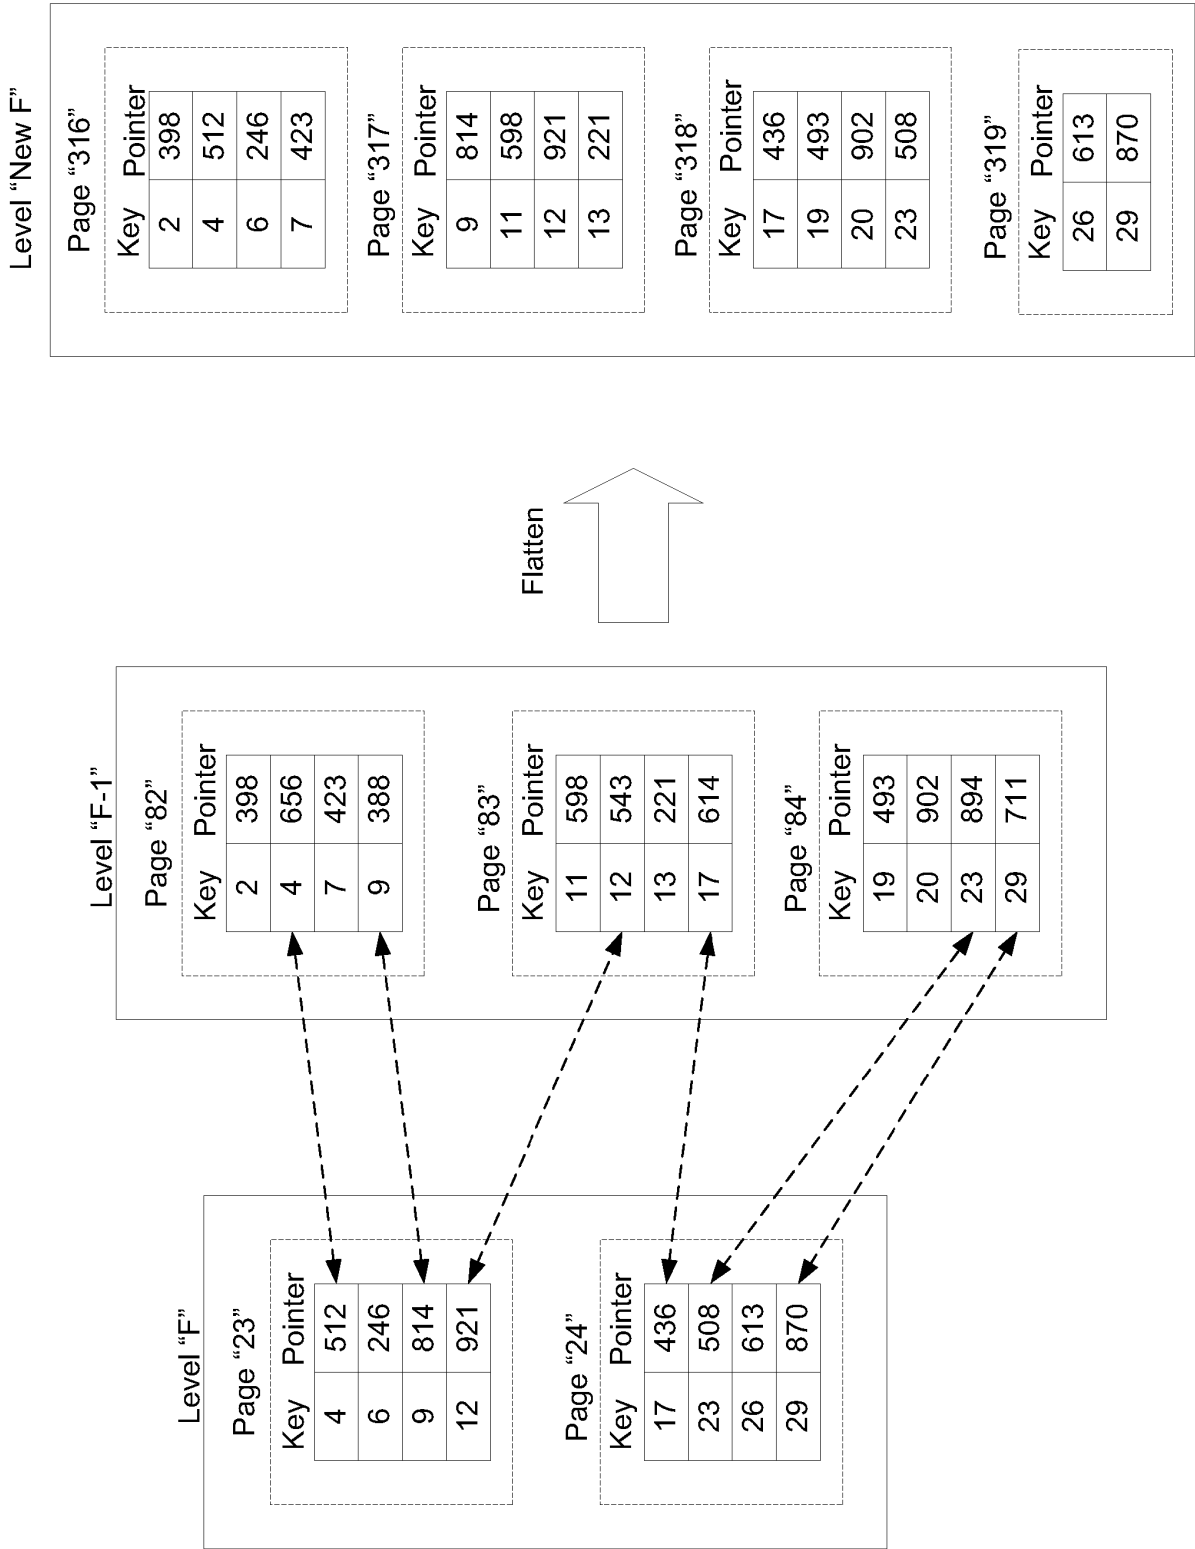 Level “F”
Page “23”
Key Pointer
4 512
6 246
9 814
12 921
Page “24”
Key Pointer
17 436
23 508
26 613
29 870
Level “F-1”
Page “82”
Key Pointer
2 398
4 656
7 423
9 388
Page “83”
Key Pointer
11 598
12 543
13 221
17 614
Page “84”
Key Pointer
19 493
20 902
23 894
29 711
Flatten
Level “New F”
Page “316”
Key Pointer
2 398
4 512
6 246
7 423
Page “317”
Key Pointer
9 814
11 598
12 921
13 221
Page “318”
Key Pointer
17 436
19 493
20 902
23 508
Page “319”
Key Pointer
26 613
29 870